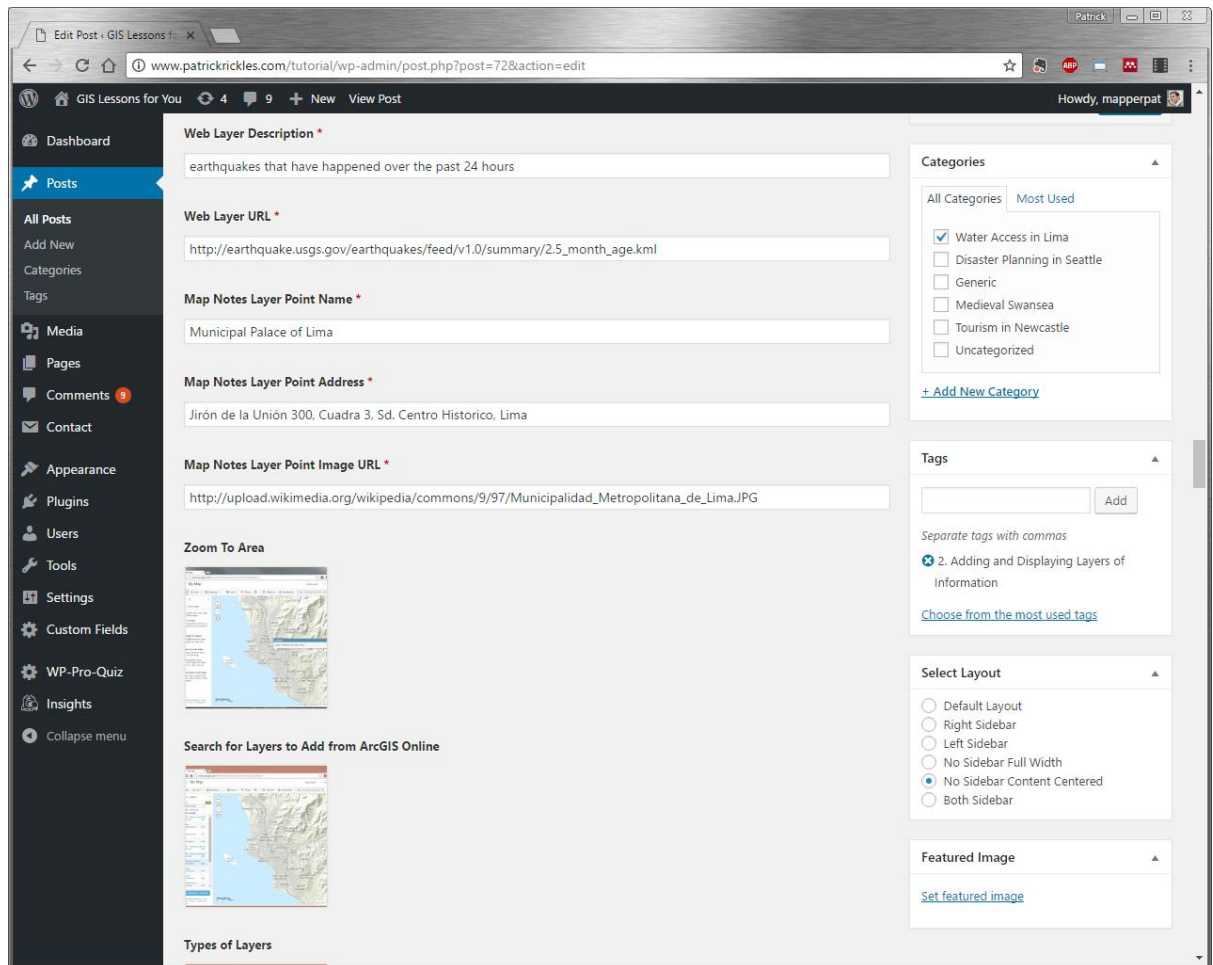 Patrick
Edit Post ‹ GIS Lessons fo
www.patrickrickles.com/tutorial/wp-admin/post.php?post=72&action=edit
ABP
GIS Lessons for You
4
9
New
View Post
Howdy, mapperpat
Dashboard
Posts
All Posts
Add New
Categories
Tags
Media
Pages
Comments 9
Contact
Appearance
Plugins
Users
Tools
Settings
Custom Fields
WP-Pro-Quiz
Insights
Collapse menu
Web Layer Description *
earthquakes that have happened over the past 24 hours
Web Layer URL *
http://earthquake.usgs.gov/earthquakes/feed/v1.0/summary/2.5_month_age.kml
Map Notes Layer Point Name *
Municipal Palace of Lima
Map Notes Layer Point Address *
Jirón de la Unión 300, Cuadra 3, Sd. Centro Historico, Lima
Map Notes Layer Point Image URL *
http://upload.wikimedia.org/wikipedia/commons/9/97/Municipalidad_Metropolitana_de_Lima.JPG
Zoom To Area
My Map
Search for Layers to Add from ArcGIS Online
My Map
Types of Layers
Categories
All Categories
Most Used
Water Access in Lima
Disaster Planning in Seattle
Generic
Medieval Swansea
Tourism in Newcastle
Uncategorized
+ Add New Category
Tags
Add
Separate tags with commas
2. Adding and Displaying Layers of
Information
Choose from the most used tags
Select Layout
Default Layout
Right Sidebar
Left Sidebar
No Sidebar Full Width
No Sidebar Content Centered
Both Sidebar
Featured Image
Set featured image